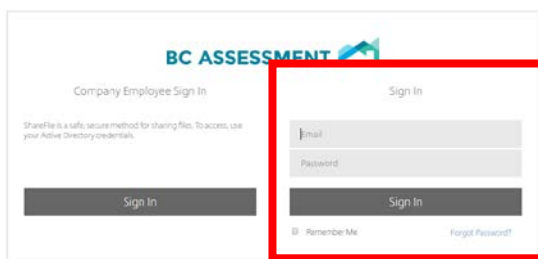 BC ASSESSMENT
Company Employee Sign In
ShareFile is a safe, secure method for sharing files. To access, use
your Active Directory credentials.
Sign In
Sign In
Email
Password
Sign In
Remember Me
Forgot Password?